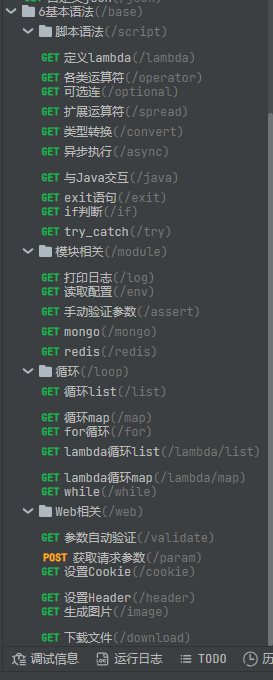 6基本语法(/base)
脚本语法(/script)
GET 定义lambda(/lambda)
GET 各类运算符(/operator)
GET 可选连(/optional)
GET 扩展运算符(/spread)
GET 类型转换(/convert)
GET 异步执行(/async)
GET 与Java交互(/java)
GET exit语句(/exit)
GET if判断(/if)
GET try_catch(/try)
模块相关(/module)
GET 打印日志(/log)
GET 读取配置(/env)
GET 手动验证参数(/assert)
GET mongo(/mongo)
GET redis(/redis)
循环(/loop)
GET 循环list(/list)
GET 循环map(/map)
GET for循环(/for)
GET lambda循环list(/lambda/list)
GET lambda循环map(/lambda/map)
GET while(/while)
Web相关(/web)
GET 参数自动验证(/validate)
POST 获取请求参数(/param)
GET 设置Cookie(/cookie)
GET 设置Header(/header)
GET 生成图片(/image)
GET 下载文件(/download)
调试信息 运行日志 TODO 历